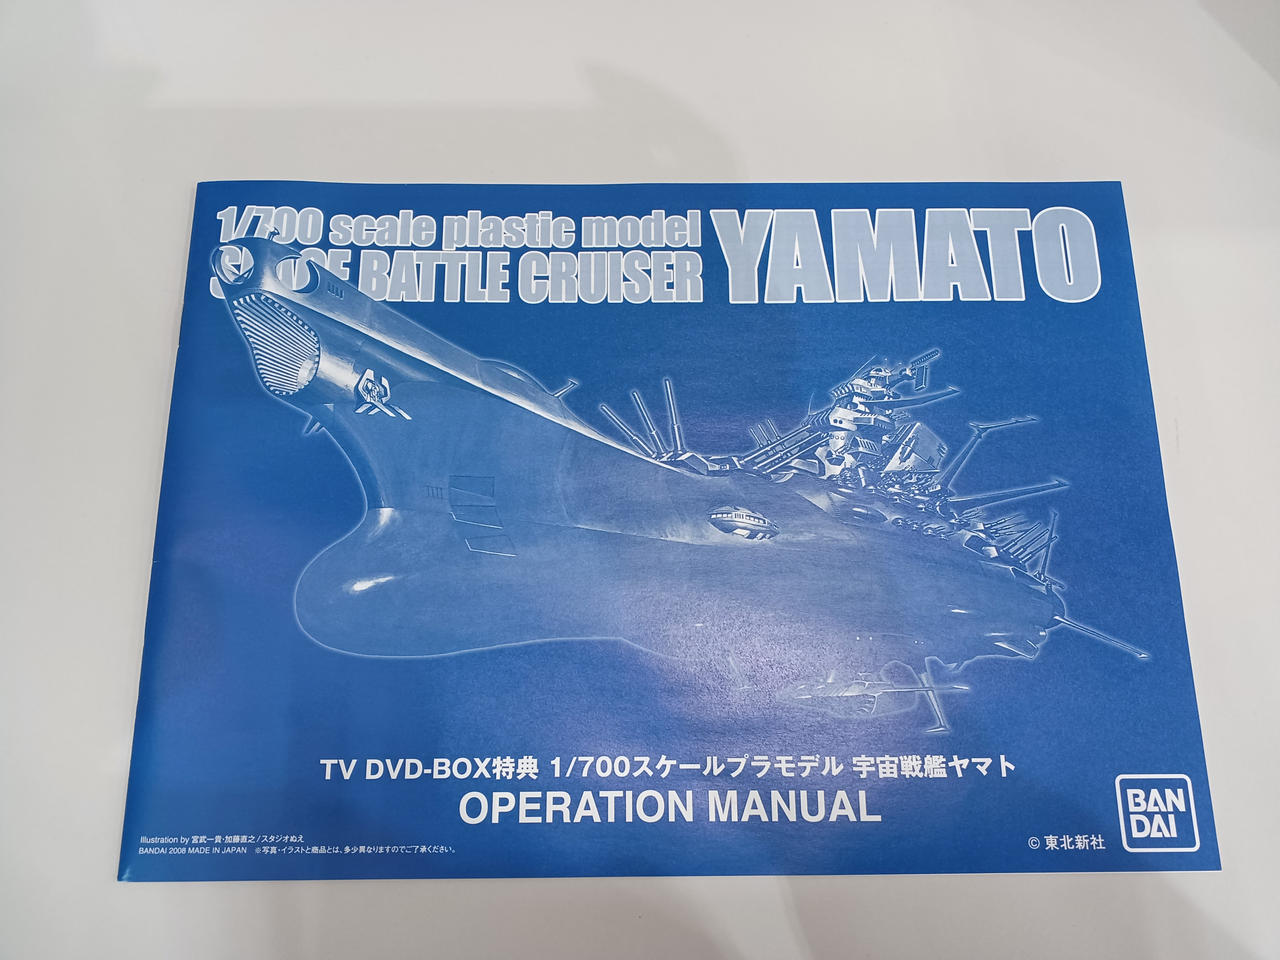 1/700 scale plastic model
SPACE BATTLE CRUISER YAMATO
TV DVD-BOX特典 1/700スケールプラモデル 宇宙戦艦ヤマト
OPERATION MANUAL
Illustration by 宮武一貴・加藤直之/スタジオぬえ
BANDAI 2008 MADE IN JAPAN ※写真・イラストと商品とは、多少異なりますのでご了承ください。
© 東北新社
BAN
DAI